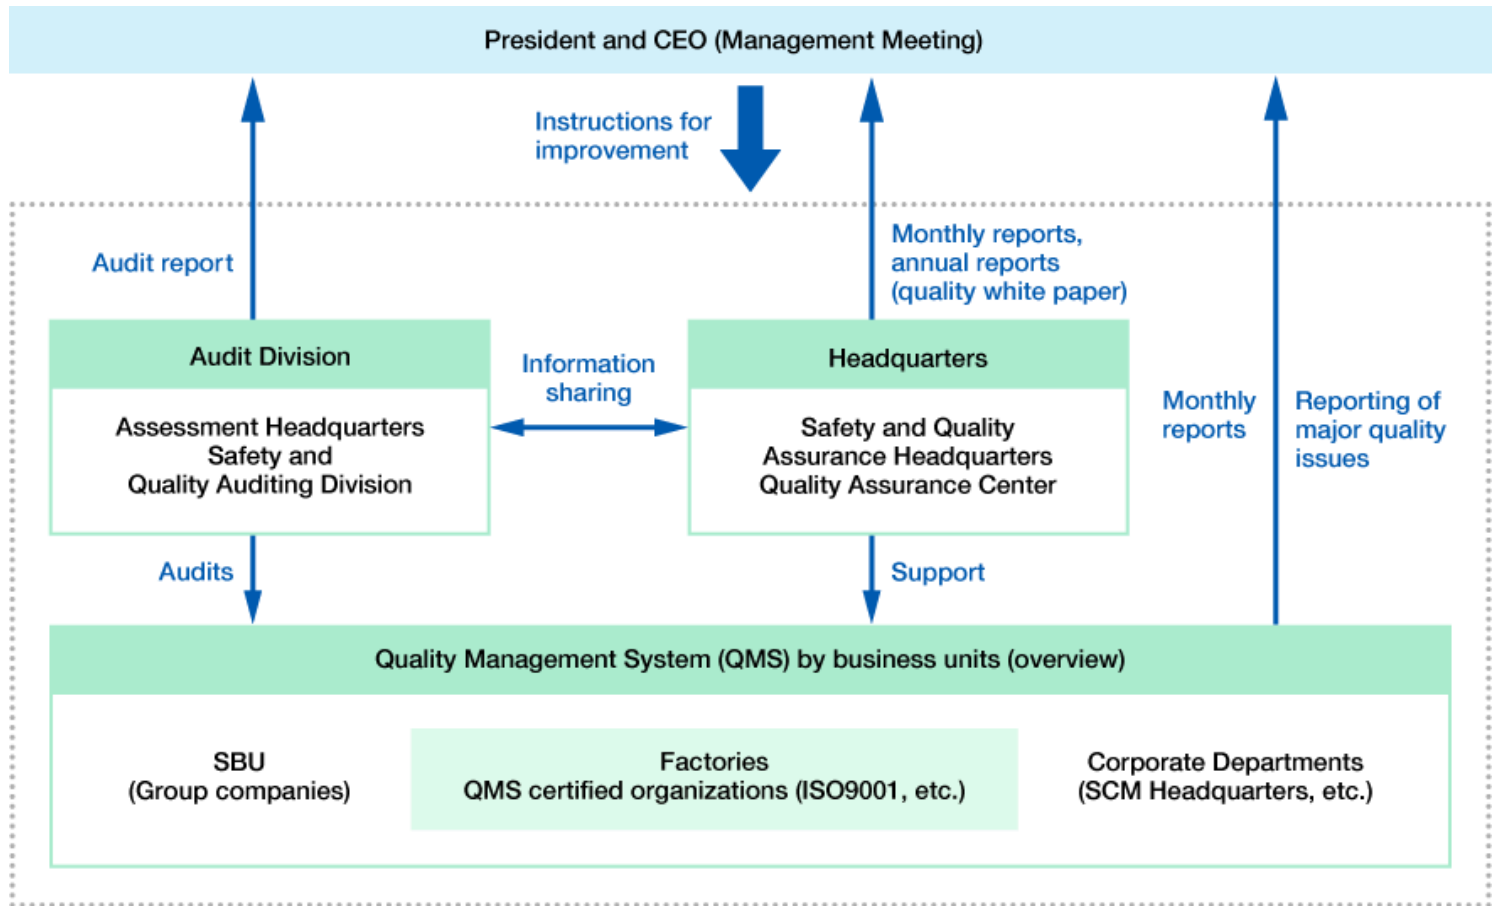 President and CEO (Management Meeting)
Instructions for
improvement
Audit report
Monthly reports,
annual reports
(quality white paper)
Audit Division
Assessment Headquarters
Safety and
Quality Auditing Division
Information
sharing
Headquarters
Safety and Quality
Assurance Headquarters
Quality Assurance Center
Monthly
reports
Reporting of
major quality
issues
Audits
Support
Quality Management System (QMS) by business units (overview)
SBU
(Group companies)
Factories
QMS certified organizations (ISO9001, etc.)
Corporate Departments
(SCM Headquarters, etc.)